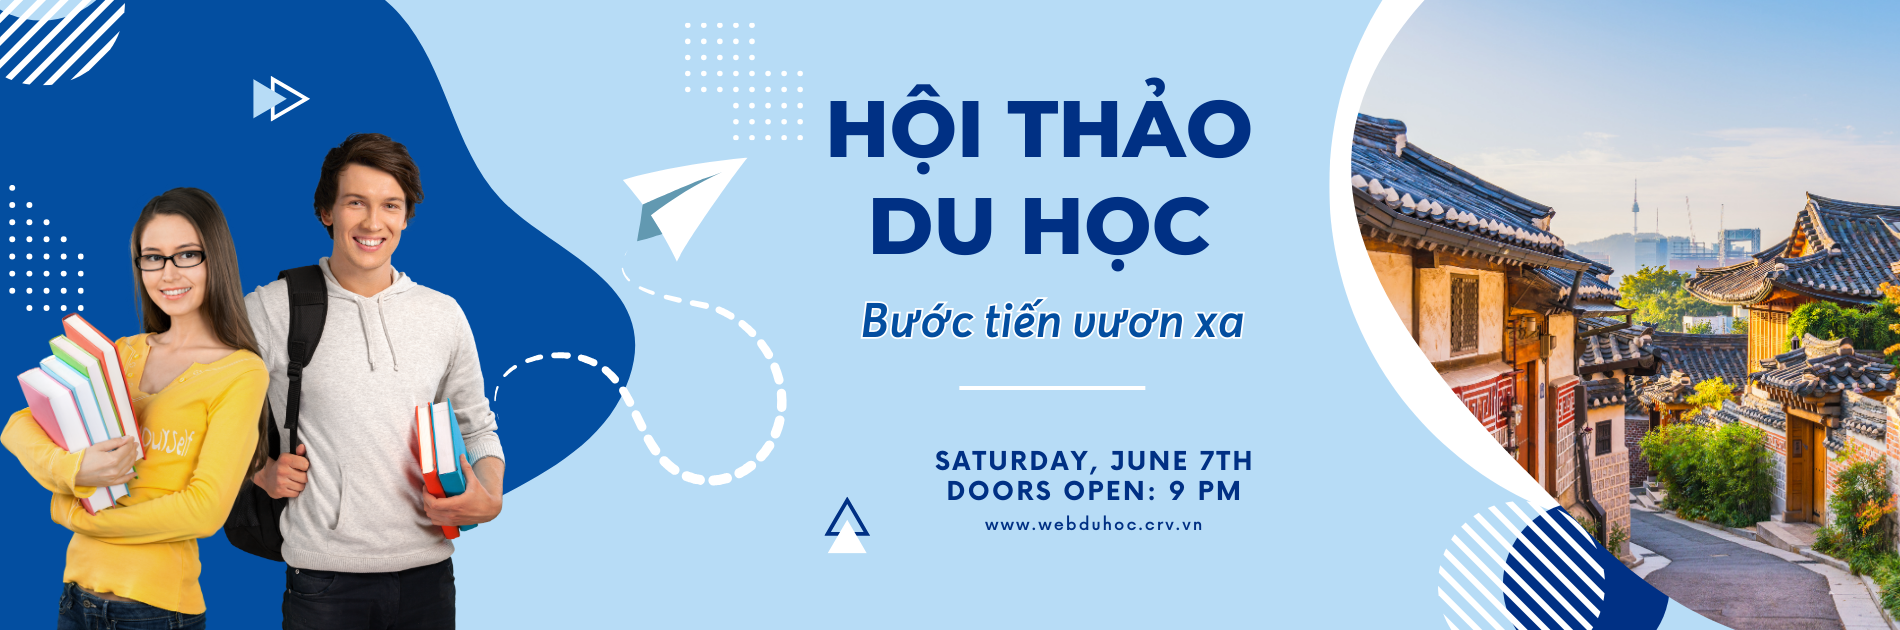 HỘI THẢO
DU HỌC
Bước tiến vươn xa
SATURDAY, JUNE 7TH
DOORS OPEN: 9 PM
www.webduhoc.crv.vn
ourself